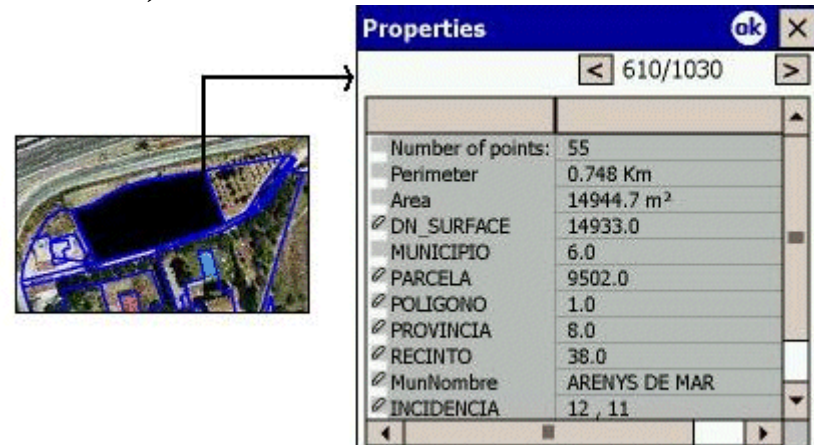 Properties ok
< 610/1030 >
Number of points: 55
Perimeter 0.748 Km
Area 14944.7 m²
DN_SURFACE 14933.0
MUNICIPIO 6.0
PARCELA 9502.0
POLIGONO 1.0
PROVINCIA 8.0
RECINTO 38.0
MunNombre ARENYS DE MAR
INCIDENCIA 12 , 11